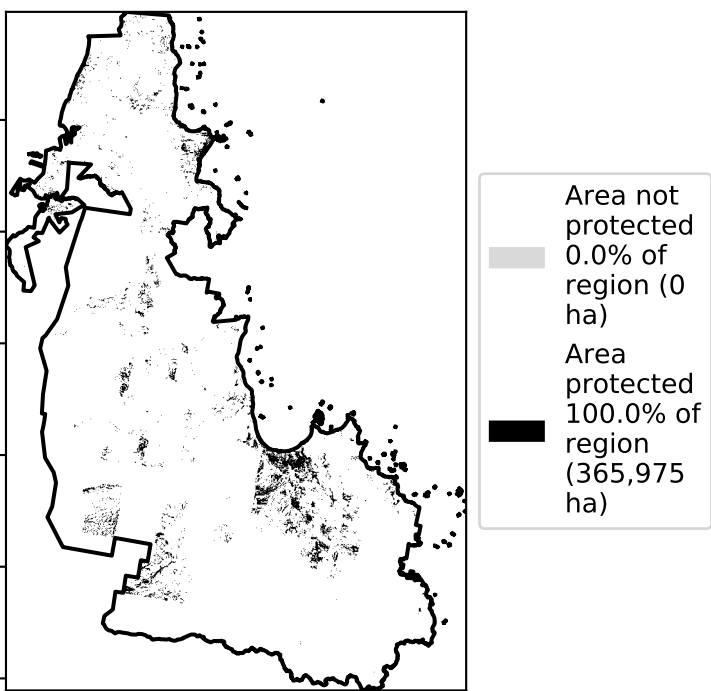 Area not
protected
0.0% of
region (0
ha)
Area
protected
100.0% of
region
(365,975
ha)